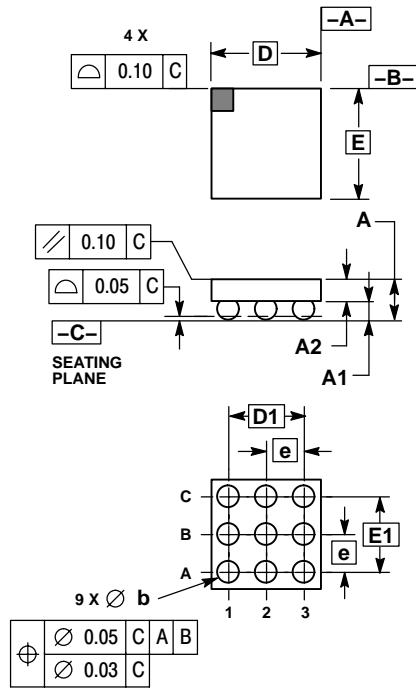 4 X
⌓ 0.10 C
D
–A–
–B–
E
A
// 0.10 C
⌓ 0.05 C
–C–
SEATING
PLANE
A2
A1
D1
e
C
B
A
E1
e
9 X ∅ b
1 2 3
⌖ ∅ 0.05 C A B
∅ 0.03 C